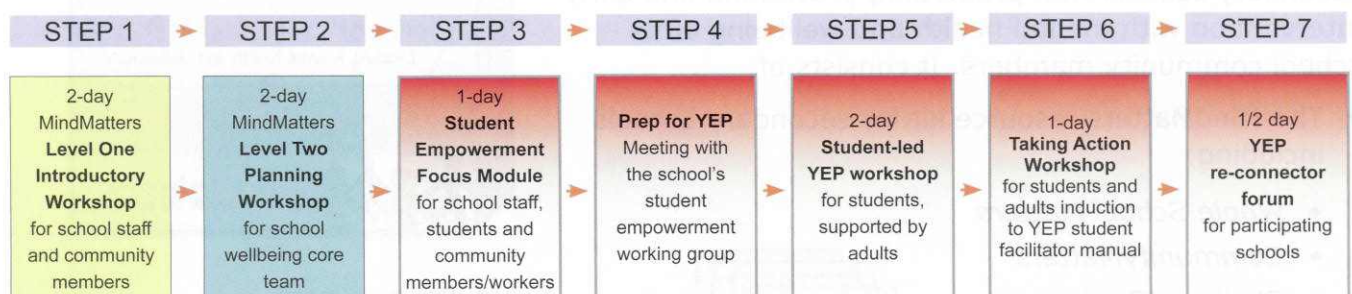 STEP 1
STEP 2
STEP 3
STEP 4
STEP 5
STEP 6
STEP 7
2-day
MindMatters
Level One
Introductory
Workshop
for school staff
and community
members
2-day
MindMatters
Level Two
Planning
Workshop
for school
wellbeing core
team
1-day
Student
Empowerment
Focus Module
for school staff,
students and
community
members/workers
Prep for YEP
Meeting with
the school's
student
empowerment
working group
2-day
Student-led
YEP workshop
for students,
supported by
adults
1-day
Taking Action
Workshop
for students and
adults induction
to YEP student
facilitator manual
1/2 day
YEP
re-connector
forum
for participating
schools